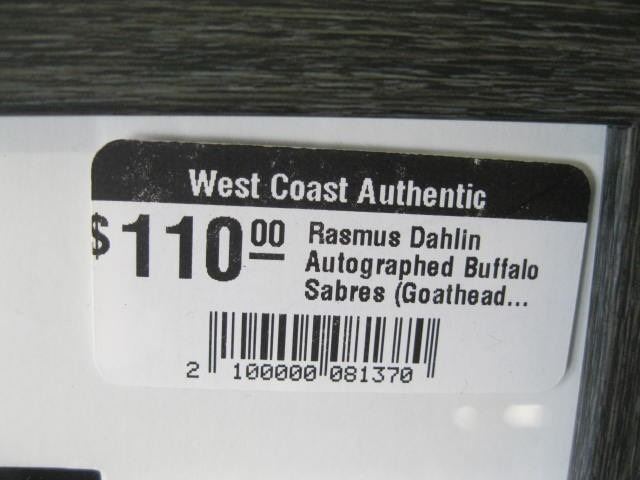 West Coast Authentic
$110.00
Rasmus Dahlin
Autographed Buffalo
Sabres (Goathead...
2 100000 081370